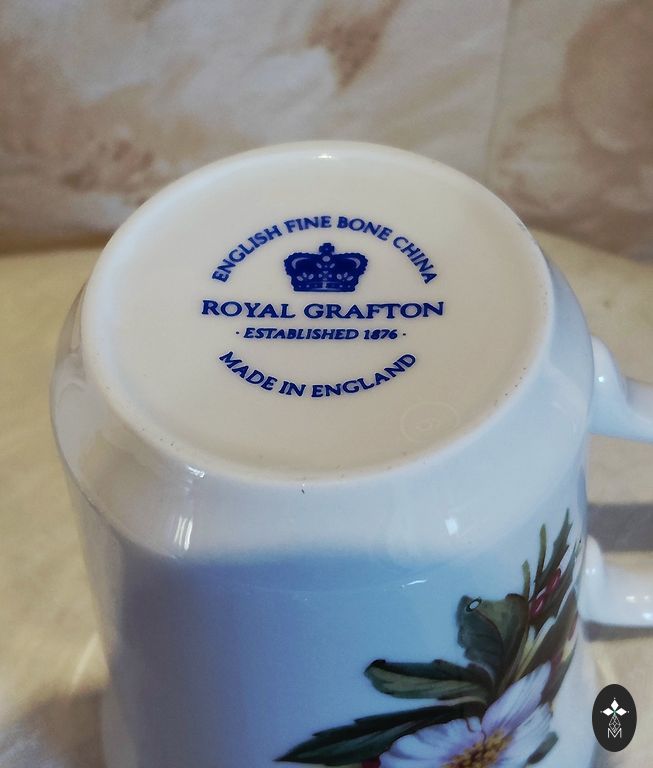 ENGLISH FINE BONE CHINA
ROYAL GRAFTON
· ESTABLISHED 1876 ·
MADE IN ENGLAND
M